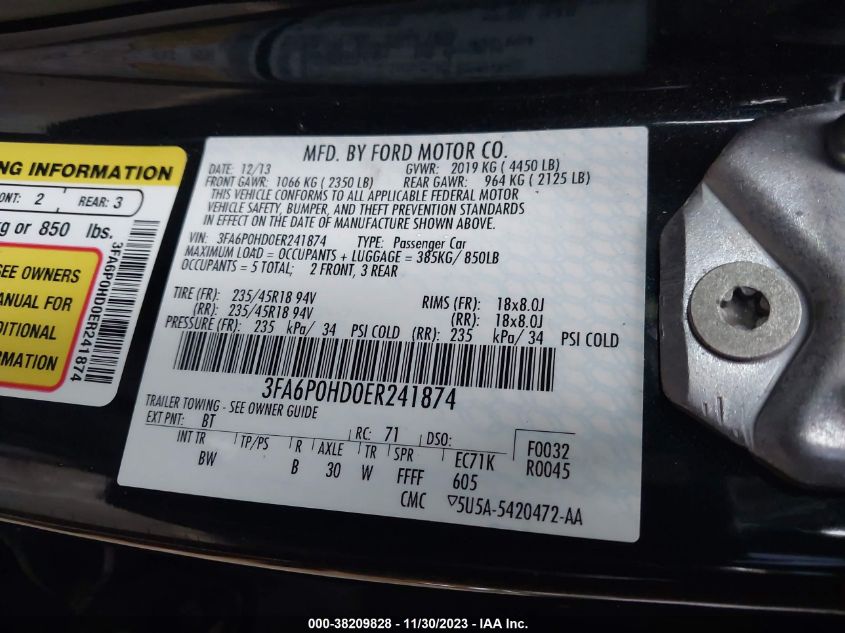 NG INFORMATION
ONT: 2 REAR: 3
kg or 850 lbs.
SEE OWNERS
MANUAL FOR
DITIONAL
ORMATION
3FA6P0HD0ER241874
MFD. BY FORD MOTOR CO.
DATE: 12/13 GVWR: 2019 KG ( 4450 LB)
FRONT GAWR: 1066 KG ( 2350 LB) REAR GAWR: 964 KG ( 2125 LB)
THIS VEHICLE CONFORMS TO ALL APPLICABLE FEDERAL MOTOR
VEHICLE SAFETY, BUMPER, AND THEFT PREVENTION STANDARDS
IN EFFECT ON THE DATE OF MANUFACTURE SHOWN ABOVE.
VIN: 3FA6P0HD0ER241874 TYPE: Passenger Car
MAXIMUM LOAD = OCCUPANTS + LUGGAGE = 385KG/ 850LB
OCCUPANTS = 5 TOTAL; 2 FRONT, 3 REAR
TIRE (FR): 235/45R18 94V RIMS (FR): 18x8.0J
(RR): 235/45R18 94V (RR): 18x8.0J
PRESSURE (FR): 235 kPa/ 34 PSI COLD (RR): 235 kPa/ 34 PSI COLD
3FA6P0HD0ER241874
TRAILER TOWING - SEE OWNER GUIDE
EXT PNT: BT RC: 71 DSO: F0032
INT TR TP/PS R AXLE TR SPR EC71K R0045
BW B 30 W FFFF 605
CMC ▽5U5A-5420472-AA
000-38209828 - 11/30/2023 - IAA Inc.